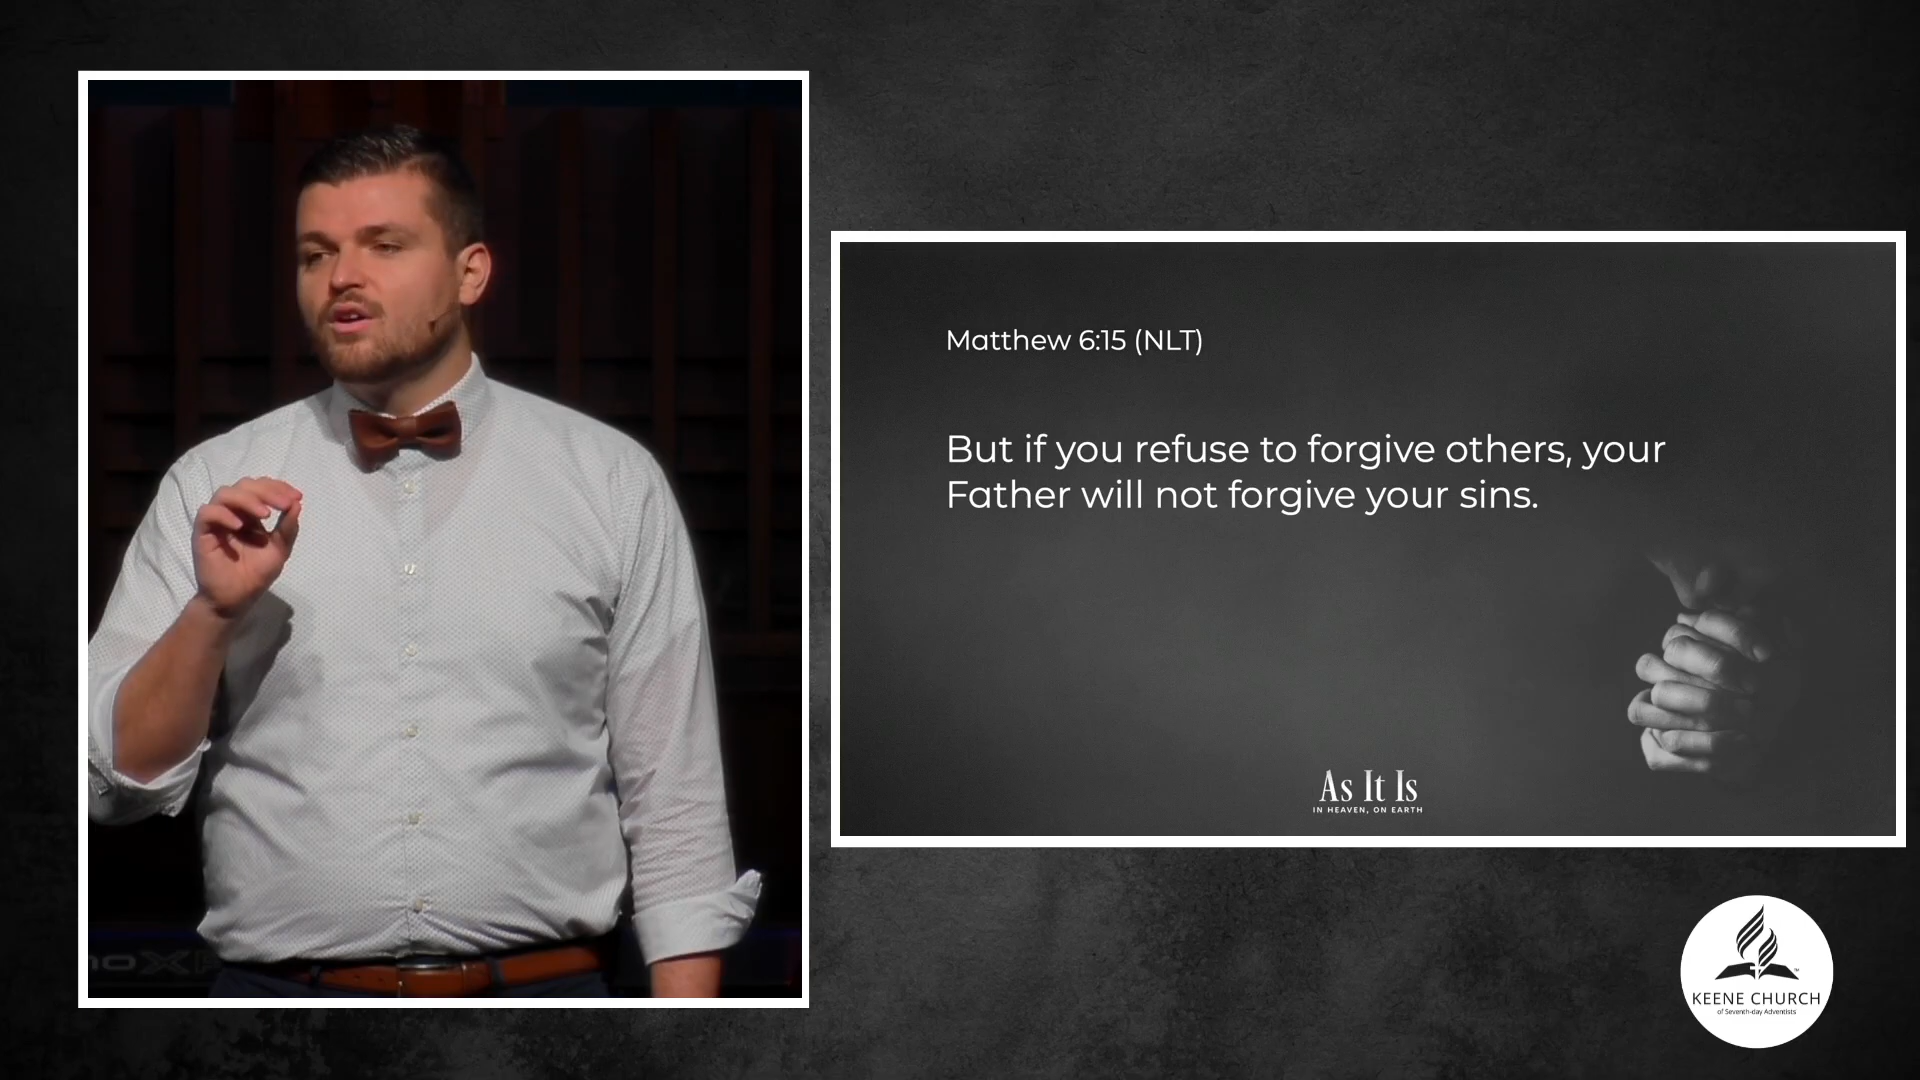 Matthew 6:15 (NLT)
But if you refuse to forgive others, your
Father will not forgive your sins.
As It Is
IN HEAVEN, ON EARTH
KEENE CHURCH
of Seventh-day Adventists